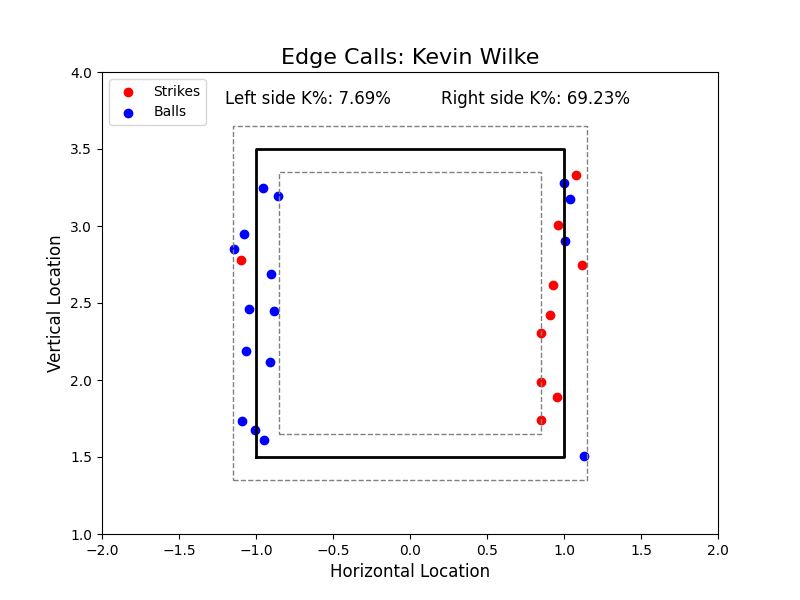 Edge Calls: Kevin Wilke
Strikes
Balls
Left side K%: 7.69%
Right side K%: 69.23%
4.0
3.5
3.0
2.5
2.0
1.5
1.0
Vertical Location
−2.0
−1.5
−1.0
−0.5
0.0
0.5
1.0
1.5
2.0
Horizontal Location